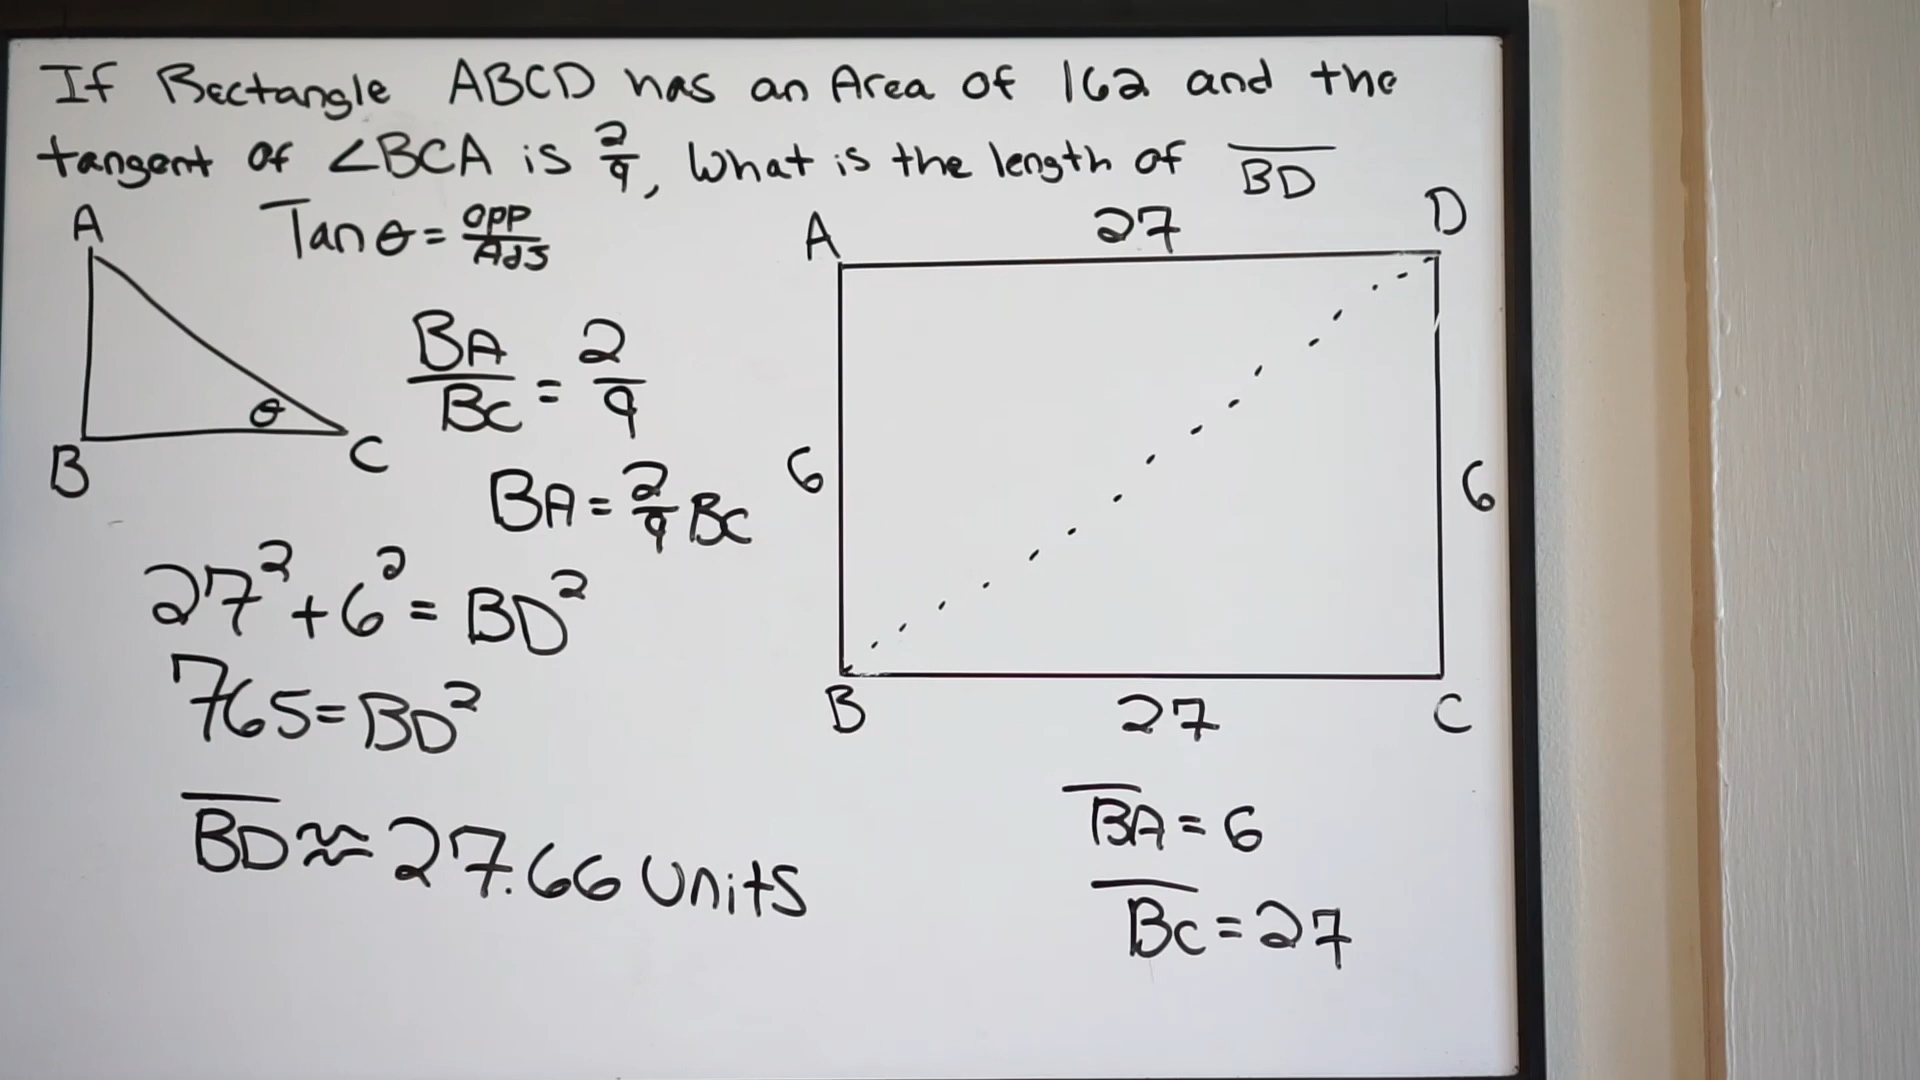 If Rectangle ABCD has an Area of 162 and the
tangent of ∠BCA is 2/9, What is the length of BD
A
Tan θ = OPP/ADJ
BA/BC = 2/9
θ
B
C
BA = 2/9 BC
27² + 6² = BD²
765 = BD²
BD ≈ 27.66 Units
A
27
D
6
6
B
27
C
BA = 6
BC = 27